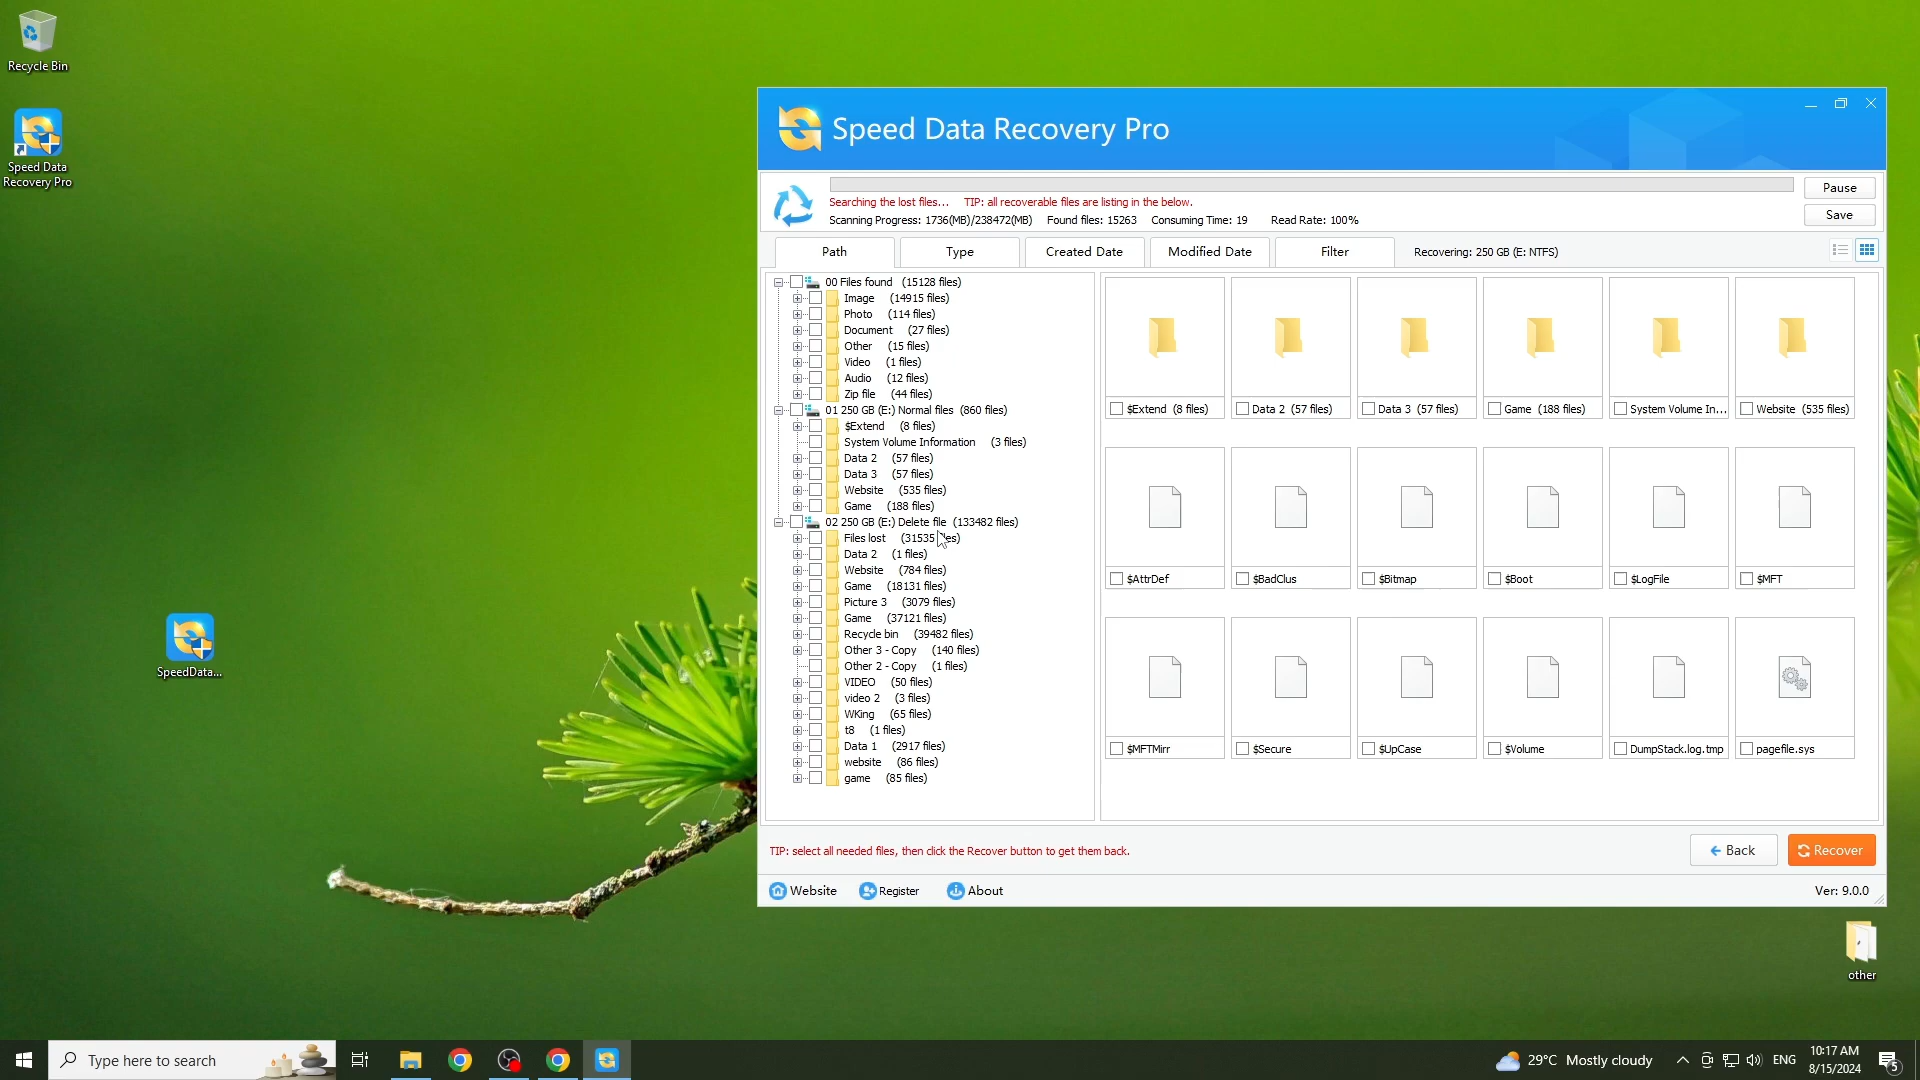 Recycle Bin
Speed Data
Recovery Pro
SpeedData...
Speed Data Recovery Pro
Searching the lost files... TIP: all recoverable files are listing in the below.
Scanning Progress: 1736(MB)/238472(MB) Found files: 15263 Consuming Time: 19 Read Rate: 100%
Pause
Save
Path Type Created Date Modified Date Filter Recovering: 250 GB (E: NTFS)
00 Files found (15128 files)
Image (14915 files)
Photo (114 files)
Document (27 files)
Other (15 files)
Video (1 files)
Audio (12 files)
Zip file (44 files)
01 250 GB (E:) Normal files (860 files)
$Extend (8 files)
System Volume Information (3 files)
Data 2 (57 files)
Data 3 (57 files)
Website (535 files)
Game (188 files)
02 250 GB (E:) Delete file (133482 files)
Files lost (31535 files)
Data 2 (1 files)
Website (784 files)
Game (18131 files)
Picture 3 (3079 files)
Game (37121 files)
Recycle bin (39482 files)
Other 3 - Copy (140 files)
Other 2 - Copy (1 files)
VIDEO (50 files)
video 2 (3 files)
WKing (65 files)
t8 (1 files)
Data 1 (2917 files)
website (86 files)
game (85 files)
$Extend (8 files) Data 2 (57 files) Data 3 (57 files) Game (188 files) System Volume In... Website (535 files)
$AttrDef $BadClus $Bitmap $Boot $LogFile $MFT
$MFTMirr $Secure $UpCase $Volume DumpStack.log.tmp pagefile.sys
TIP: select all needed files, then click the Recover button to get them back.
Back
Recover
Website Register About
Ver: 9.0.0
other
Type here to search
29°C Mostly cloudy
ENG
10:17 AM
8/15/2024
5